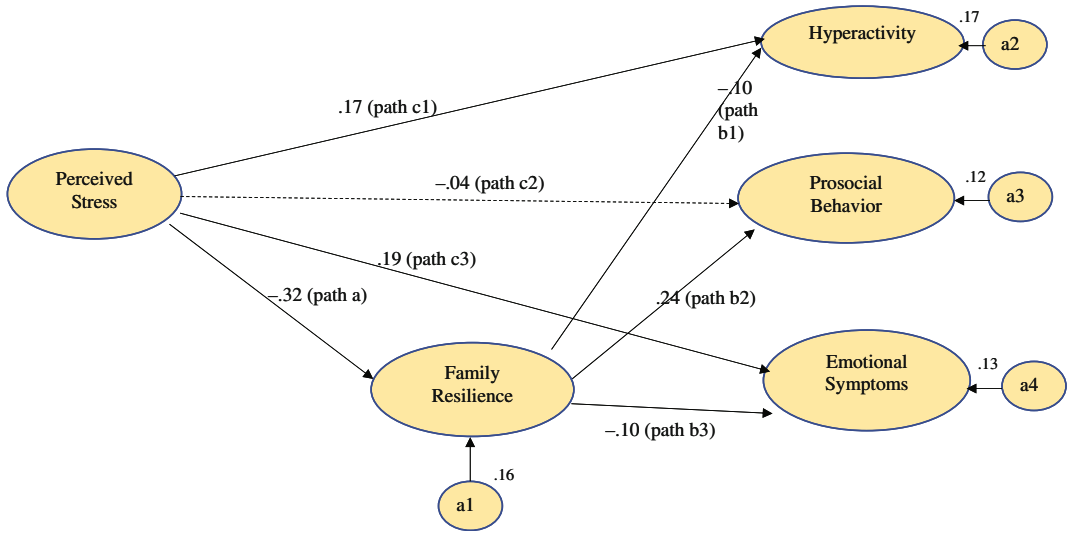 .17
Hyperactivity
a2
–.10
(path
b1)
.17 (path c1)
Perceived
Stress
–.04 (path c2)
Prosocial
Behavior
.12
a3
.19 (path c3)
–.32 (path a)
.24 (path b2)
Family
Resilience
Emotional
Symptoms
.13
a4
–.10 (path b3)
.16
a1